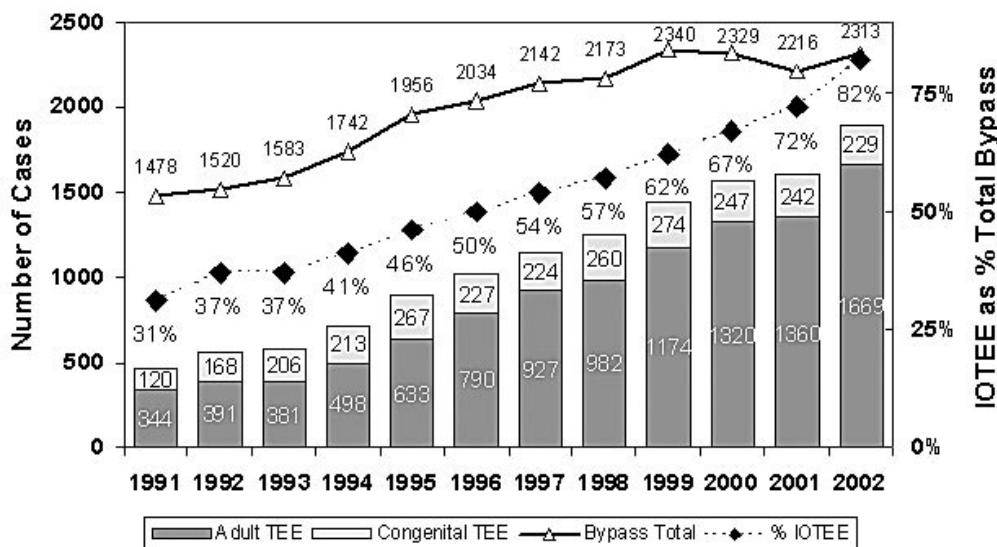 2500
2000
1500
1000
500
0
Number of Cases
1478 1520 1583 1742 1956 2034 2142 2173 2340 2329 2216 2313
31% 37% 37% 41% 46% 50% 54% 57% 62% 67% 72% 82%
120 168 206 213 267 227 224 260 274 247 242 229
344 391 381 498 633 790 927 982 1174 1320 1360 1669
75%
50%
25%
0%
IOTEE as % Total Bypass
1991 1992 1993 1994 1995 1996 1997 1998 1999 2000 2001 2002
Adult TEE Congenital TEE Bypass Total % IOTEE